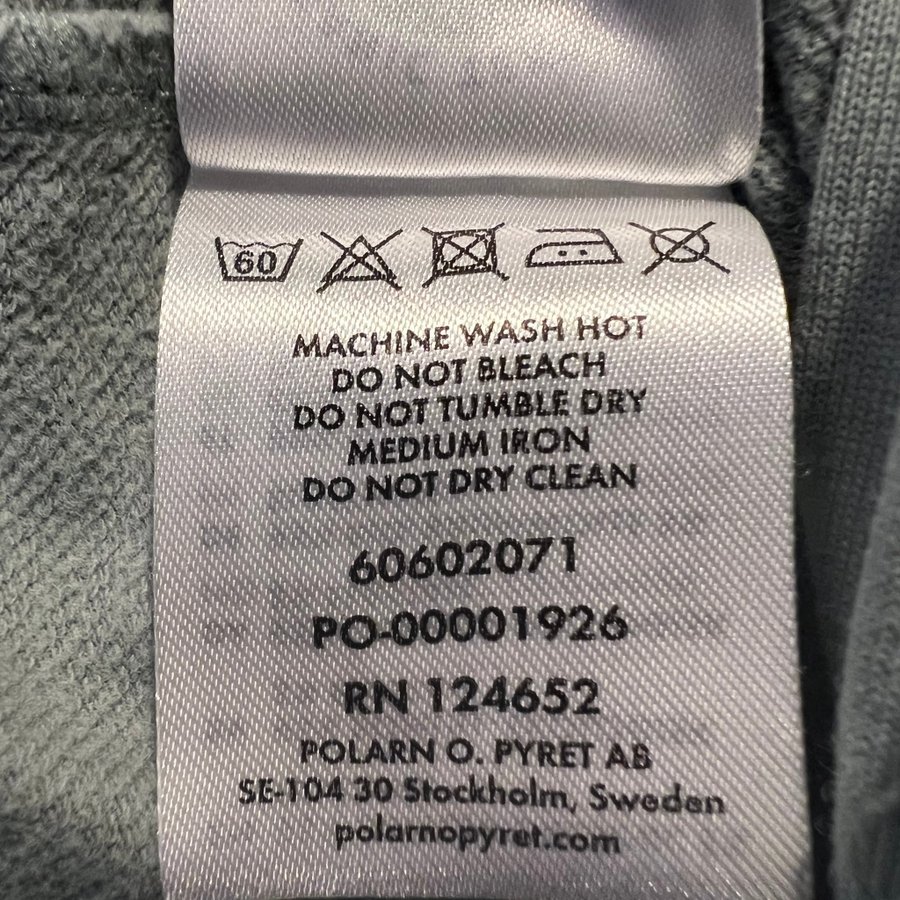 60
MACHINE WASH HOT
DO NOT BLEACH
DO NOT TUMBLE DRY
MEDIUM IRON
DO NOT DRY CLEAN
60602071
PO-00001926
RN 124652
POLARN O. PYRET AB
SE-104 30 Stockholm, Sweden
polarnopyret.com